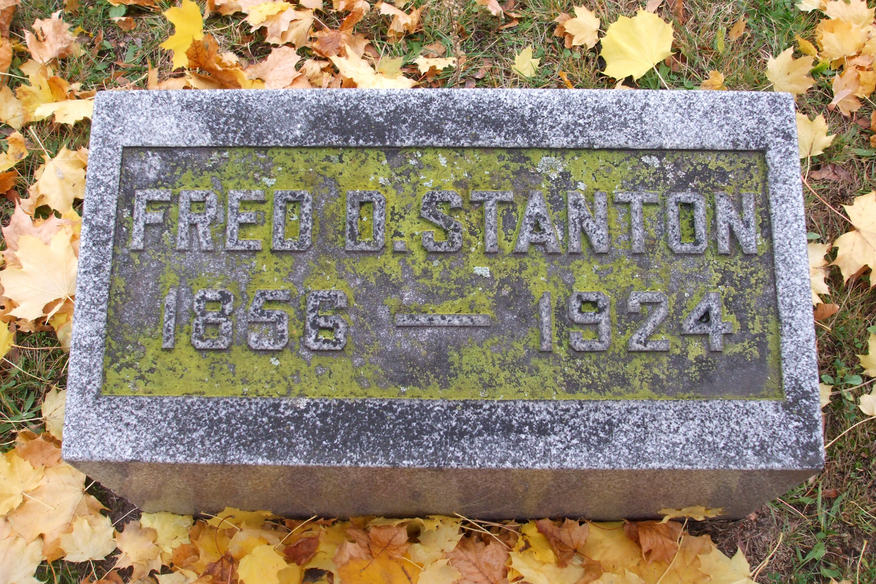 FRED D. STANTON
1856 — 1924